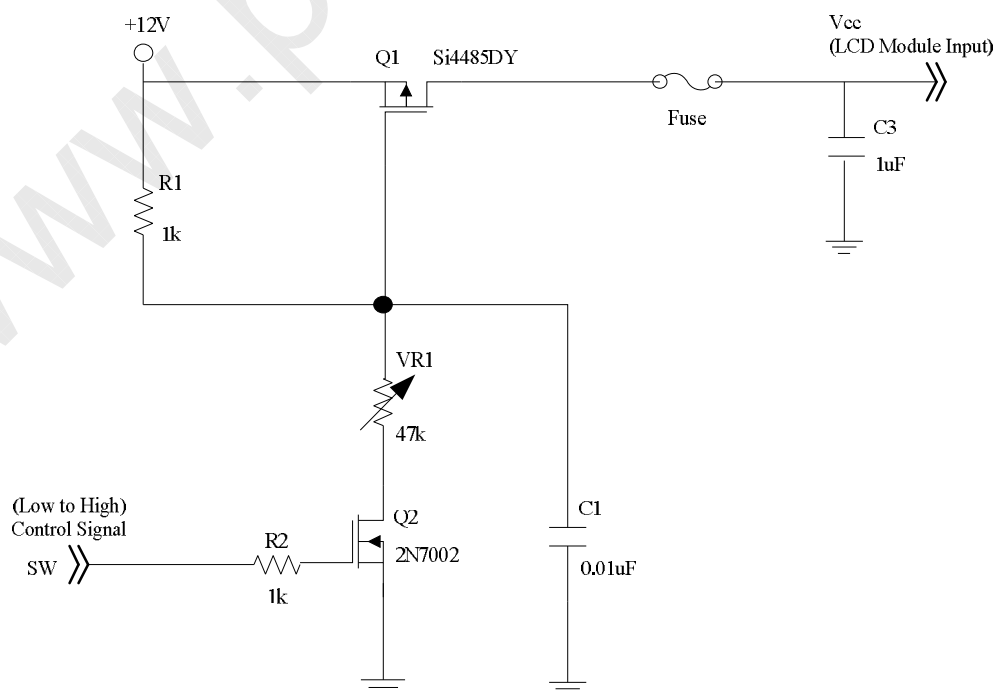 +12V
Vcc
(LCD Module Input)
Q1
Si4485DY
Fuse
C3
1uF
R1
1k
VR1
47k
(Low to High)
Control Signal
SW
R2
1k
Q2
2N7002
C1
0.01uF
www.p